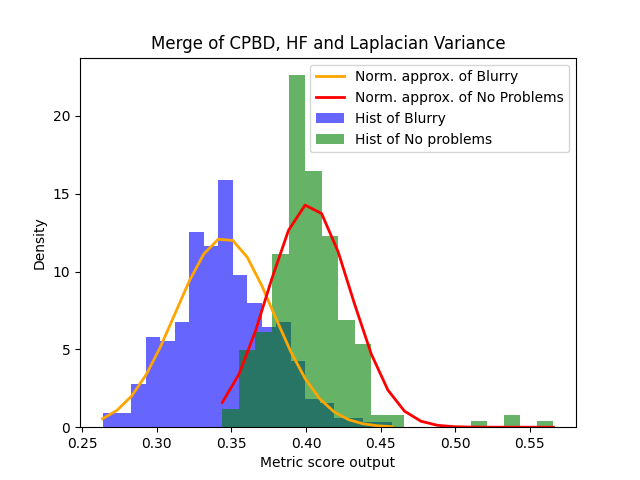 Merge of CPBD, HF and Laplacian Variance
Norm. approx. of Blurry
Norm. approx. of No Problems
Hist of Blurry
Hist of No problems
Density
20
15
10
5
0
0.25 0.30 0.35 0.40 0.45 0.50 0.55
Metric score output